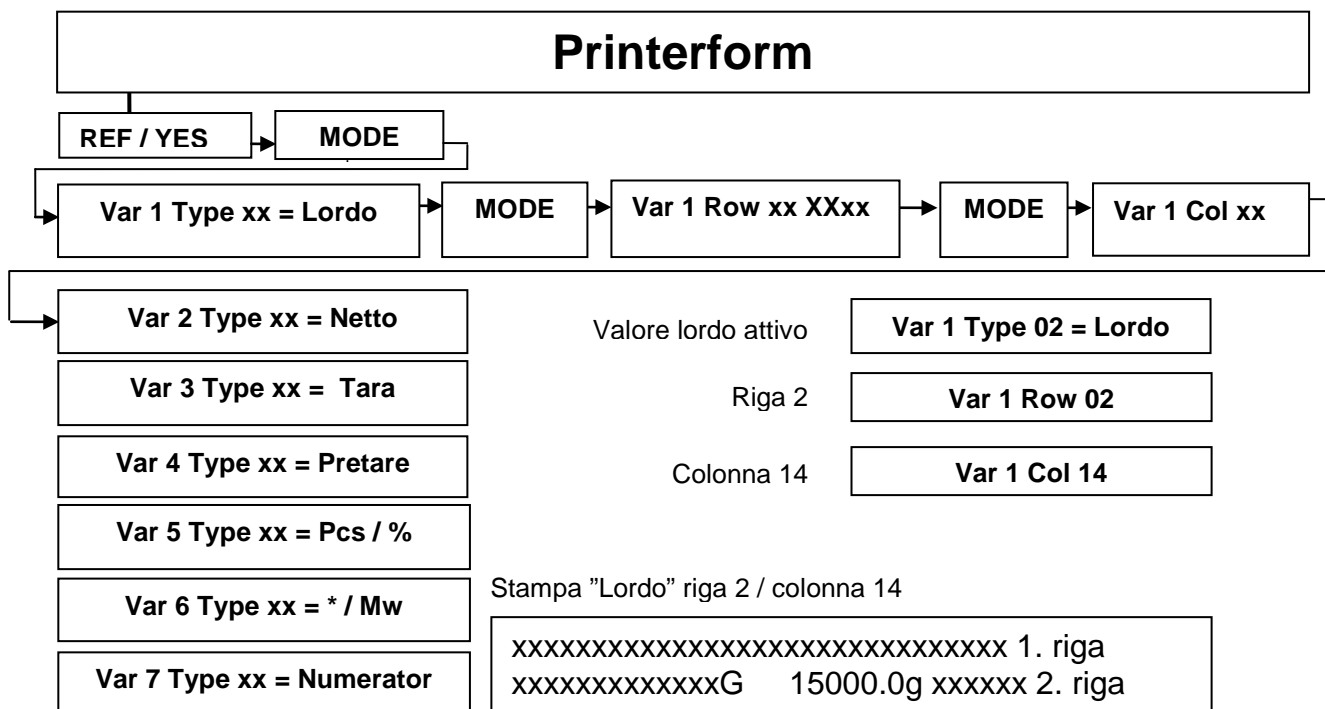 Printerform
REF / YES
MODE
Var 1 Type xx = Lordo
MODE
Var 1 Row xx XXxx
MODE
Var 1 Col xx
Var 2 Type xx = Netto
Var 3 Type xx = Tara
Var 4 Type xx = Pretare
Var 5 Type xx = Pcs / %
Var 6 Type xx = * / Mw
Var 7 Type xx = Numerator
Valore lordo attivo
Var 1 Type 02 = Lordo
Riga 2
Var 1 Row 02
Colonna 14
Var 1 Col 14
Stampa ”Lordo” riga 2 / colonna 14
xxxxxxxxxxxxxxxxxxxxxxxxxxxxxxx 1. riga
xxxxxxxxxxxxxG 15000.0g xxxxxx 2. riga